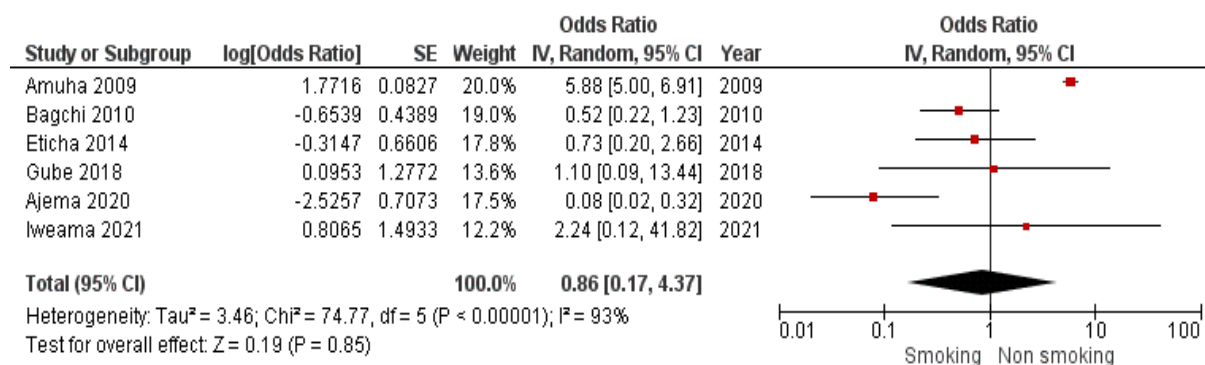 Odds Ratio Odds Ratio
Study or Subgroup log[Odds Ratio] SE Weight IV, Random, 95% CI Year IV, Random, 95% CI
Amuha 2009 1.7716 0.0827 20.0% 5.88 [5.00, 6.91] 2009
Bagchi 2010 -0.6539 0.4389 19.0% 0.52 [0.22, 1.23] 2010
Eticha 2014 -0.3147 0.6606 17.8% 0.73 [0.20, 2.66] 2014
Gube 2018 0.0953 1.2772 13.6% 1.10 [0.09, 13.44] 2018
Ajema 2020 -2.5257 0.7073 17.5% 0.08 [0.02, 0.32] 2020
Iweama 2021 0.8065 1.4933 12.2% 2.24 [0.12, 41.82] 2021
Total (95% CI) 100.0% 0.86 [0.17, 4.37]
Heterogeneity: Tau² = 3.46; Chi² = 74.77, df = 5 (P < 0.00001); I² = 93%
Test for overall effect: Z = 0.19 (P = 0.85)
0.01 0.1 1 10 100
Smoking Non smoking